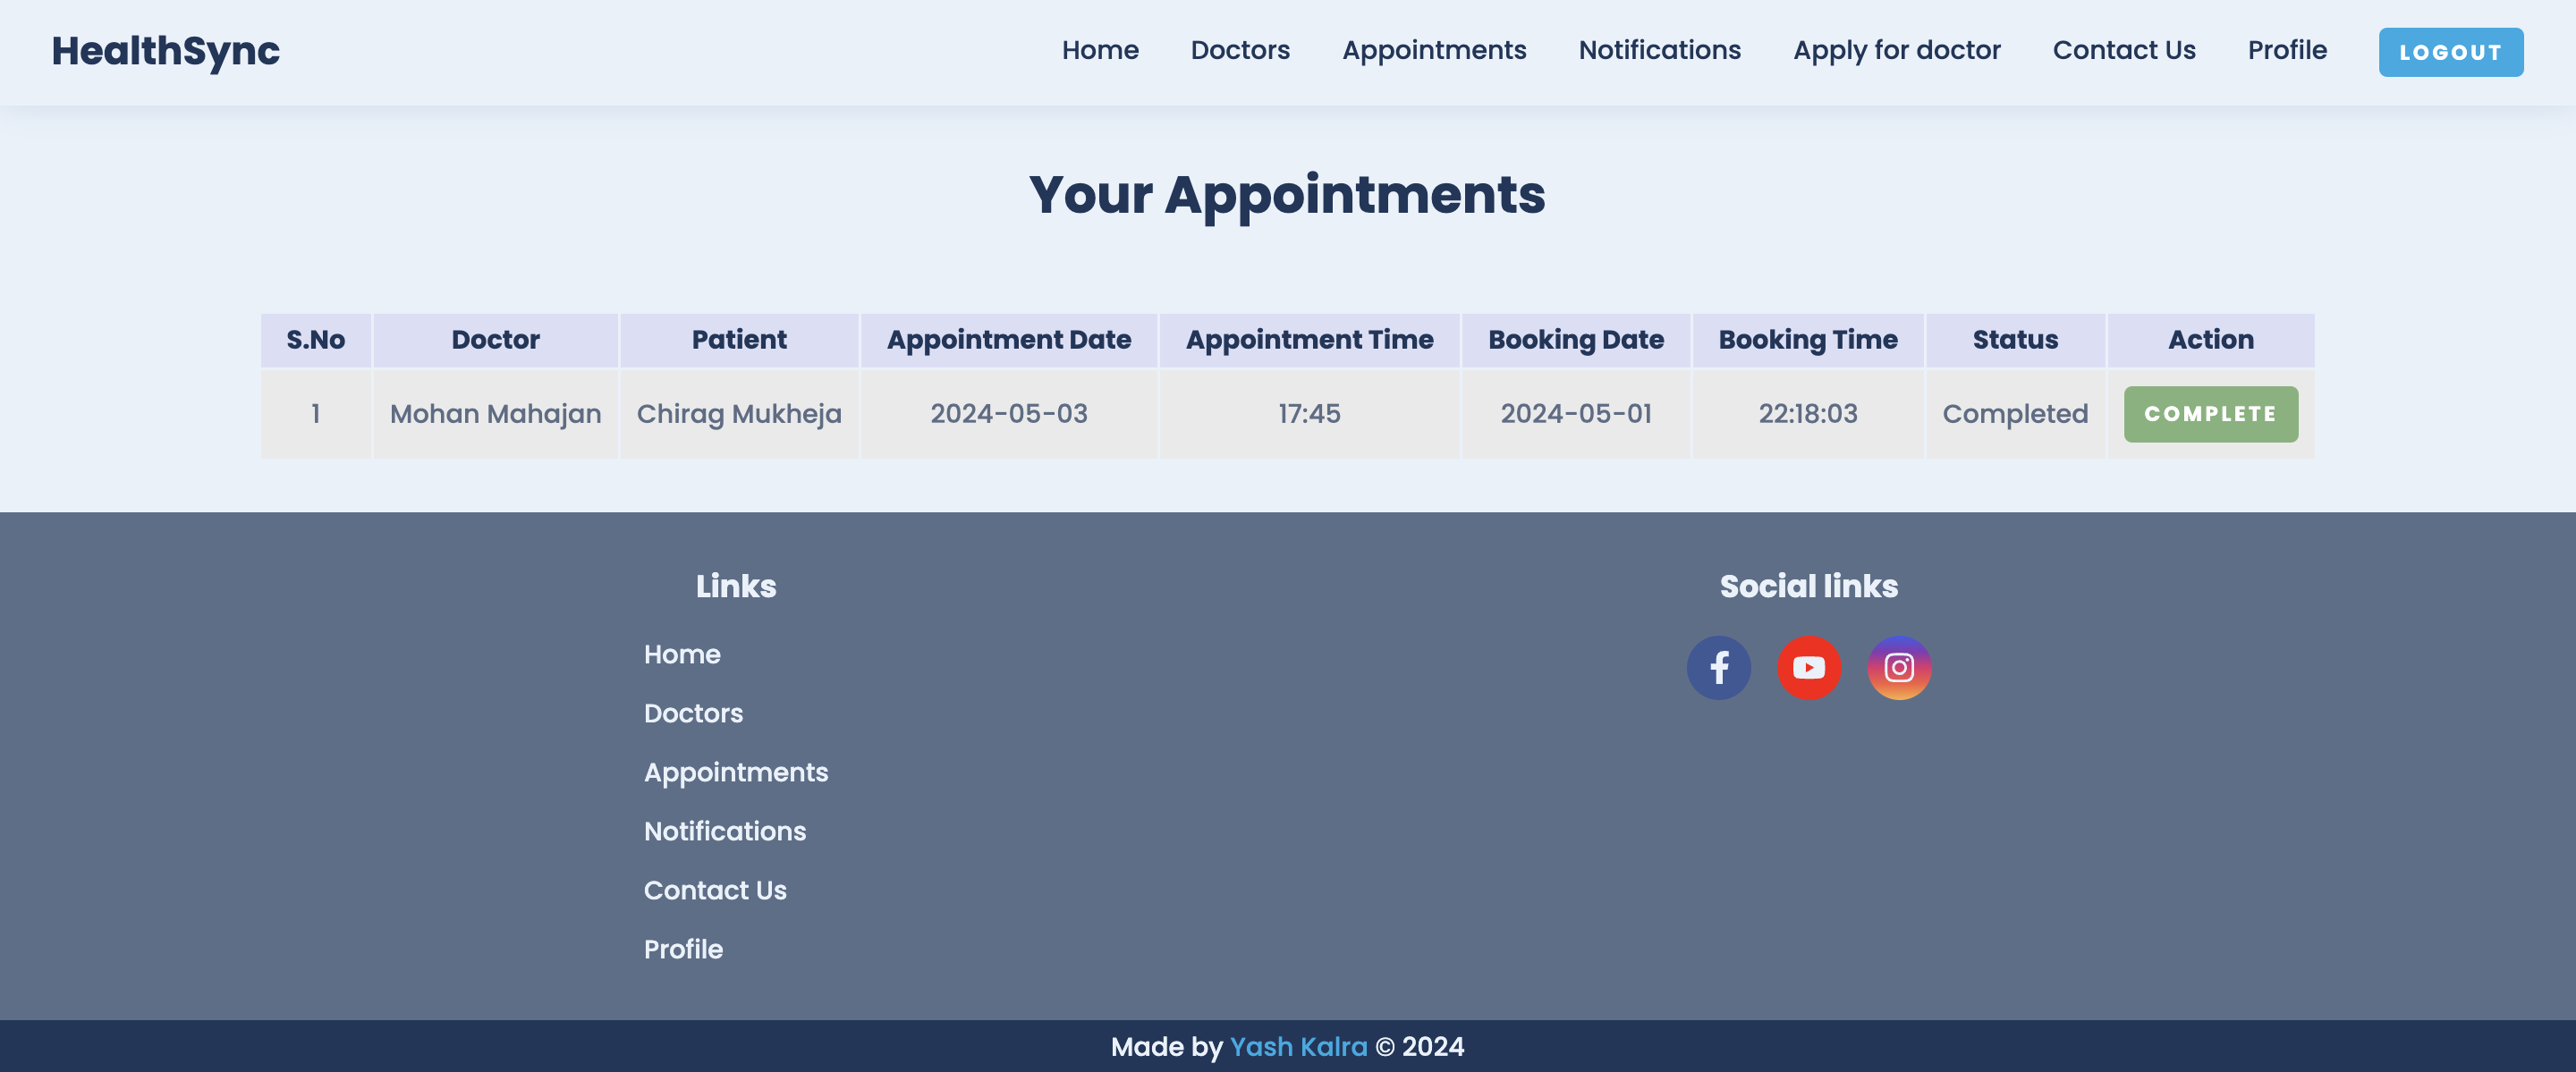 HealthSync
Home Doctors Appointments Notifications Apply for doctor Contact Us Profile LOGOUT
Your Appointments
S.No Doctor Patient Appointment Date Appointment Time Booking Date Booking Time Status Action
1 Mohan Mahajan Chirag Mukheja 2024-05-03 17:45 2024-05-01 22:18:03 Completed COMPLETE
Links
Home
Doctors
Appointments
Notifications
Contact Us
Profile
Social links
Made by Yash Kalra © 2024